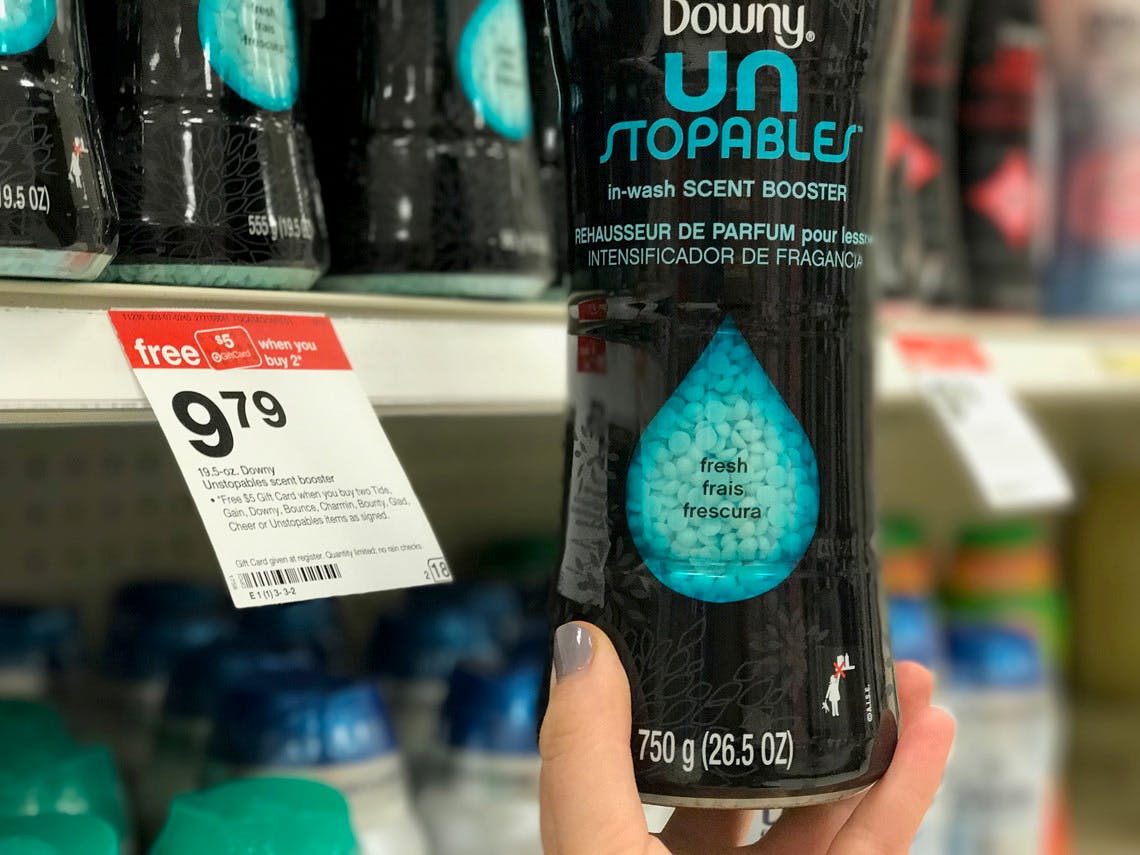 fresh
frais
frescura
19.5 OZ)
555 g (19.5
free $5 GiftCard when you buy 2*
9 79
19.5-oz. Downy
Unstopables scent booster
• *Free $5 Gift Card when you buy two Tide,
Gain, Downy, Bounce, Charmin, Bounty, Glad,
Cheer or Unstopables items as signed.
Gift Card given at register. Quantity limited; no rain checks.
E 1 (1) 3-3-2
2 18
Downy®
UN
STOPABLES™
in-wash SCENT BOOSTER
REHAUSSEUR DE PARFUM pour
INTENSIFICADOR DE FRAGANCIA
fresh
frais
frescura
750 g (26.5 OZ)